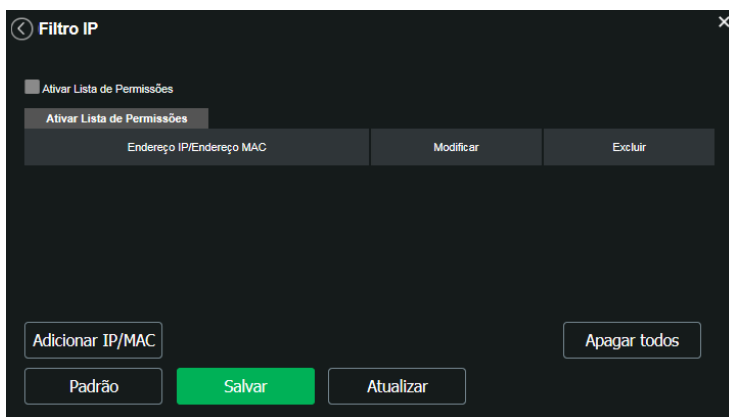 Filtro IP
Ativar Lista de Permissões
Ativar Lista de Permissões
Endereço IP/Endereço MAC Modificar Excluir
Adicionar IP/MAC Apagar todos
Padrão Salvar Atualizar